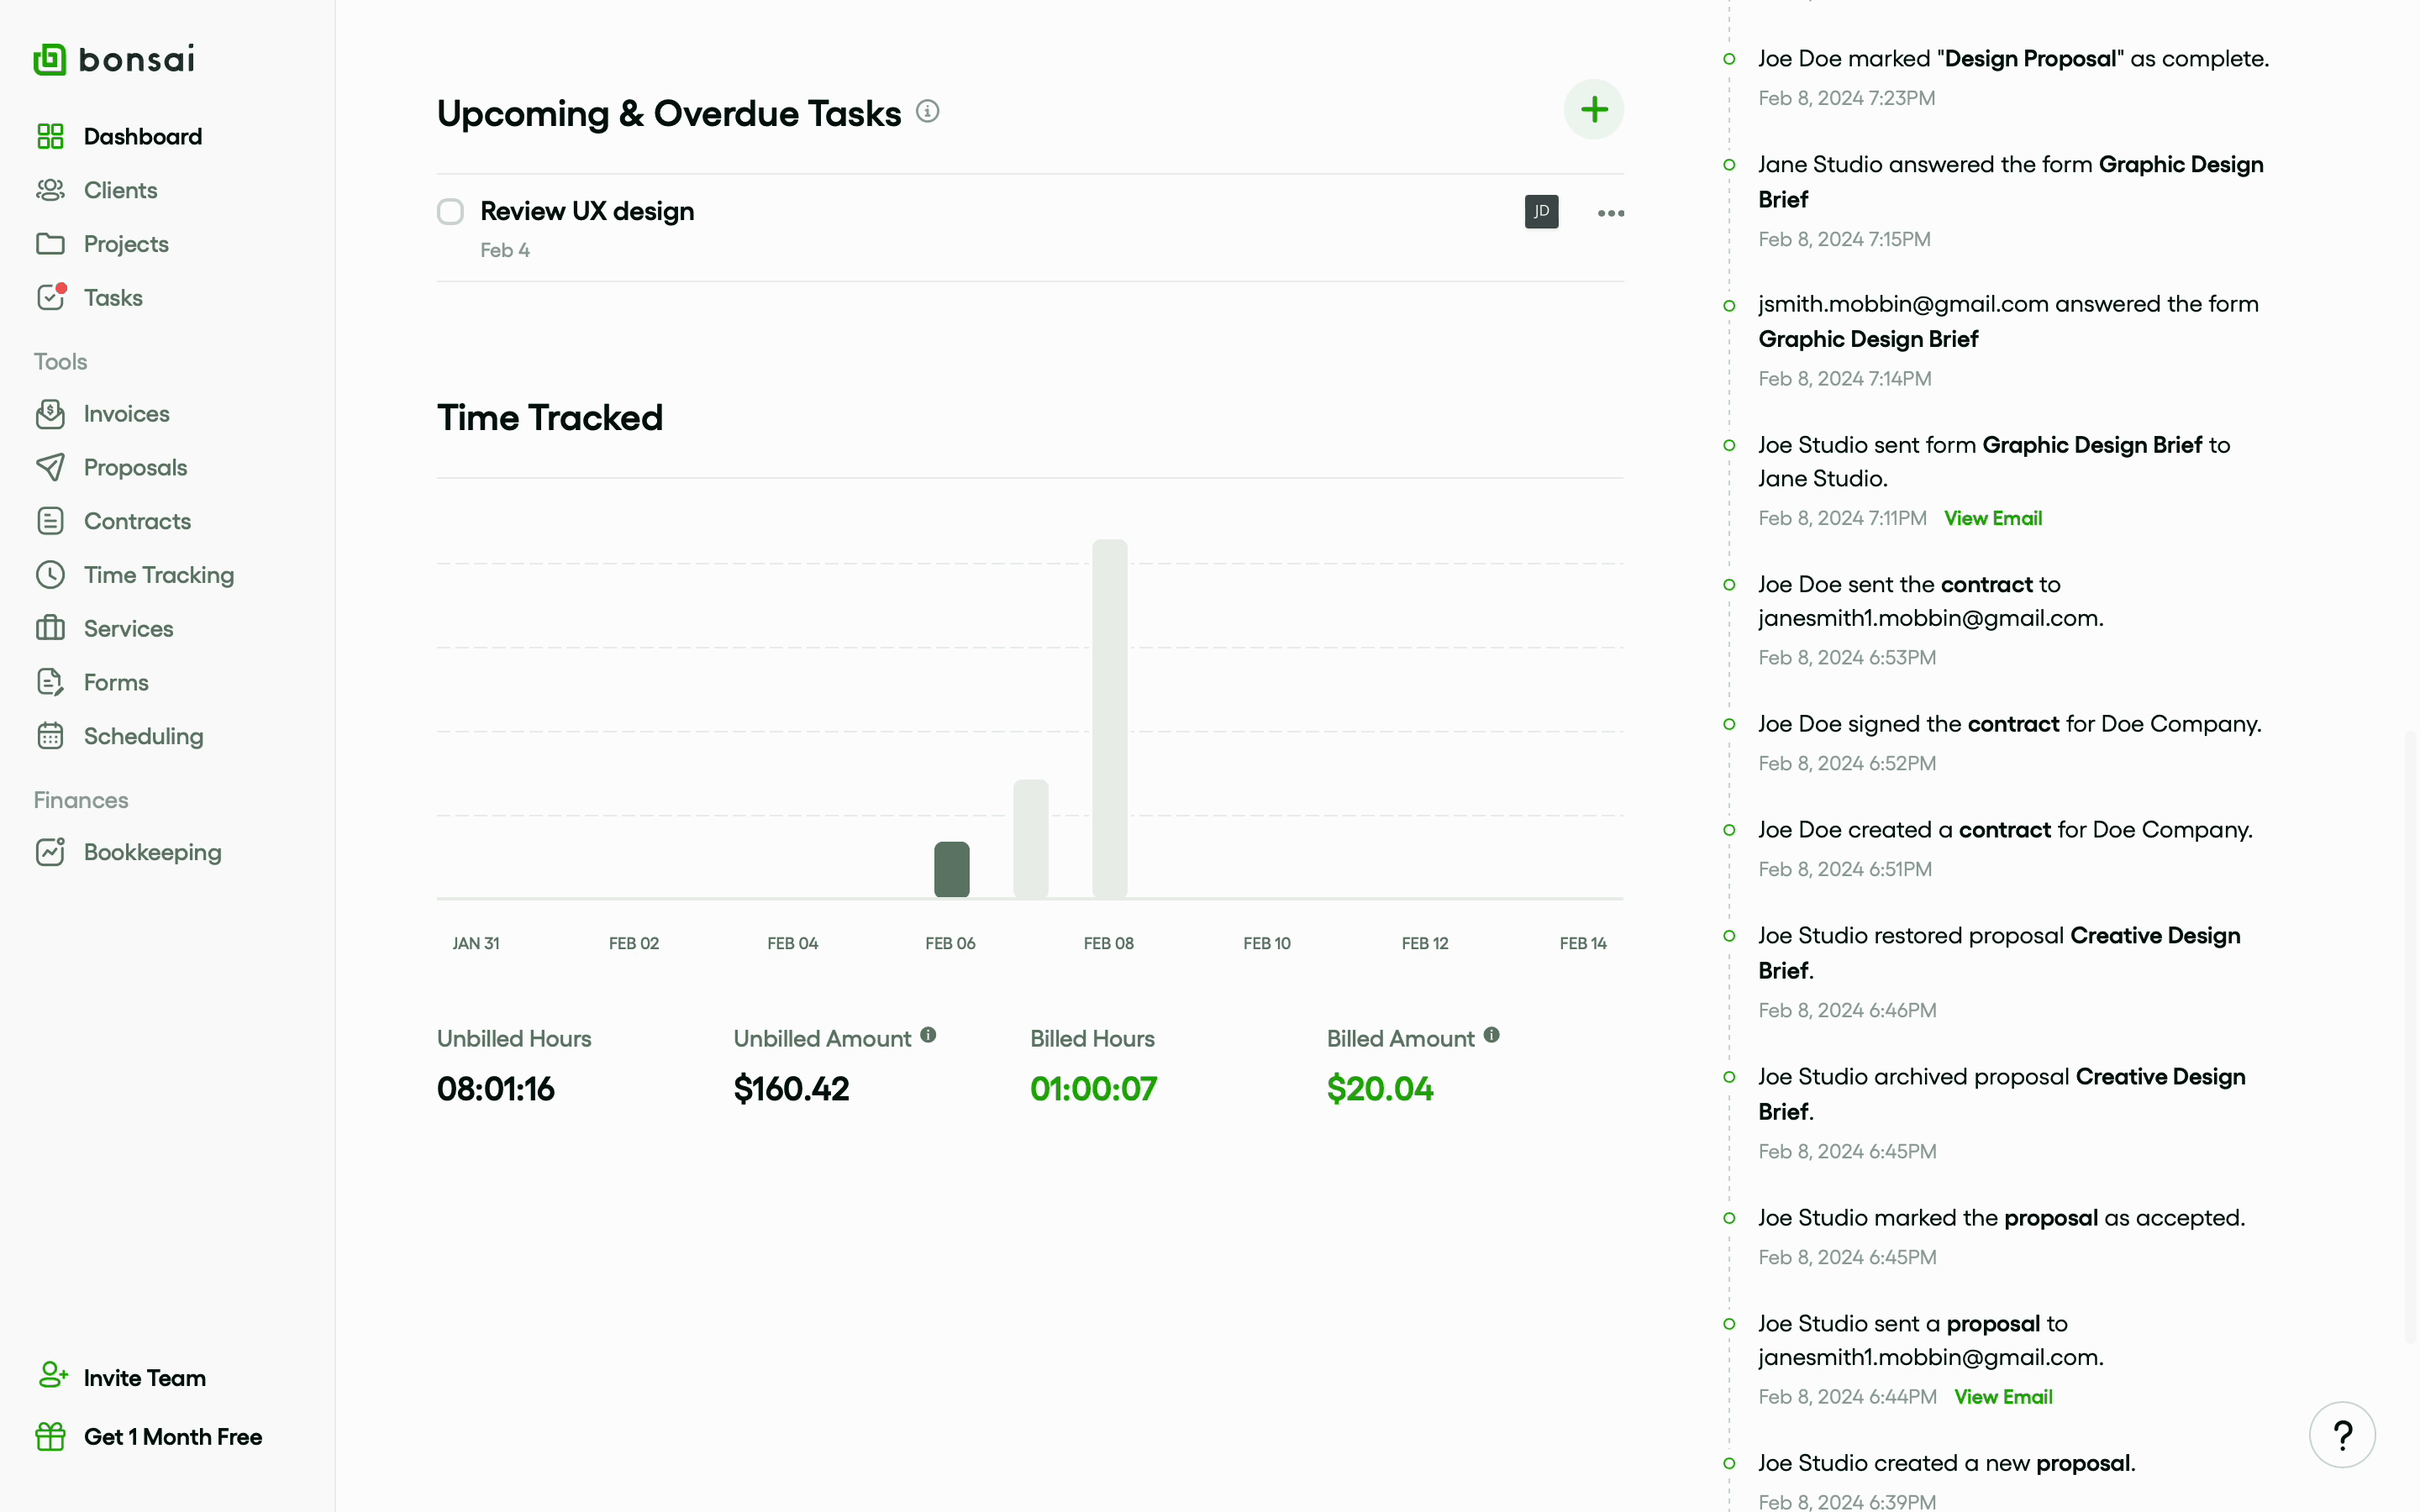 bonsai
Dashboard
Clients
Projects
Tasks
Tools
Invoices
Proposals
Contracts
Time Tracking
Services
Forms
Scheduling
Finances
Bookkeeping
Invite Team
Get 1 Month Free
Upcoming & Overdue Tasks
Review UX design
JD
Feb 4
Time Tracked
JAN 31 FEB 02 FEB 04 FEB 06 FEB 08 FEB 10 FEB 12 FEB 14
Unbilled Hours
08:01:16
Unbilled Amount
$160.42
Billed Hours
01:00:07
Billed Amount
$20.04
Joe Doe marked "Design Proposal" as complete.
Feb 8, 2024 7:23PM
Jane Studio answered the form Graphic Design
Brief
Feb 8, 2024 7:15PM
jsmith.mobbin@gmail.com answered the form
Graphic Design Brief
Feb 8, 2024 7:14PM
Joe Studio sent form Graphic Design Brief to
Jane Studio.
Feb 8, 2024 7:11PM View Email
Joe Doe sent the contract to
janesmith1.mobbin@gmail.com.
Feb 8, 2024 6:53PM
Joe Doe signed the contract for Doe Company.
Feb 8, 2024 6:52PM
Joe Doe created a contract for Doe Company.
Feb 8, 2024 6:51PM
Joe Studio restored proposal Creative Design
Brief.
Feb 8, 2024 6:46PM
Joe Studio archived proposal Creative Design
Brief.
Feb 8, 2024 6:45PM
Joe Studio marked the proposal as accepted.
Feb 8, 2024 6:45PM
Joe Studio sent a proposal to
janesmith1.mobbin@gmail.com.
Feb 8, 2024 6:44PM View Email
Joe Studio created a new proposal.
Feb 8, 2024 6:39PM
?